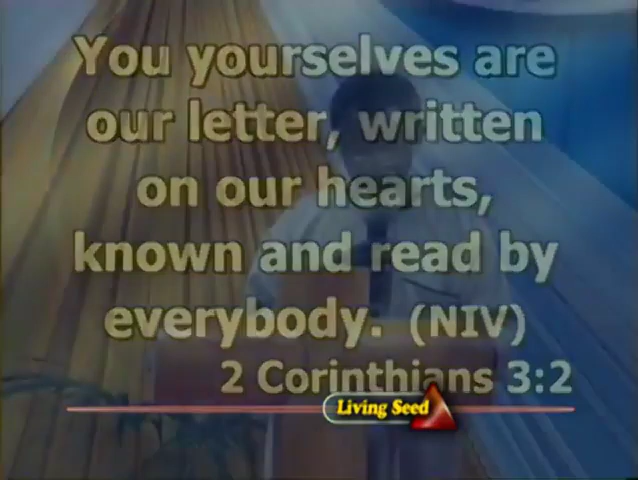 You yourselves are
our letter, written
on our hearts,
known and read by
everybody. (NIV)
2 Corinthians 3:2
Living Seed